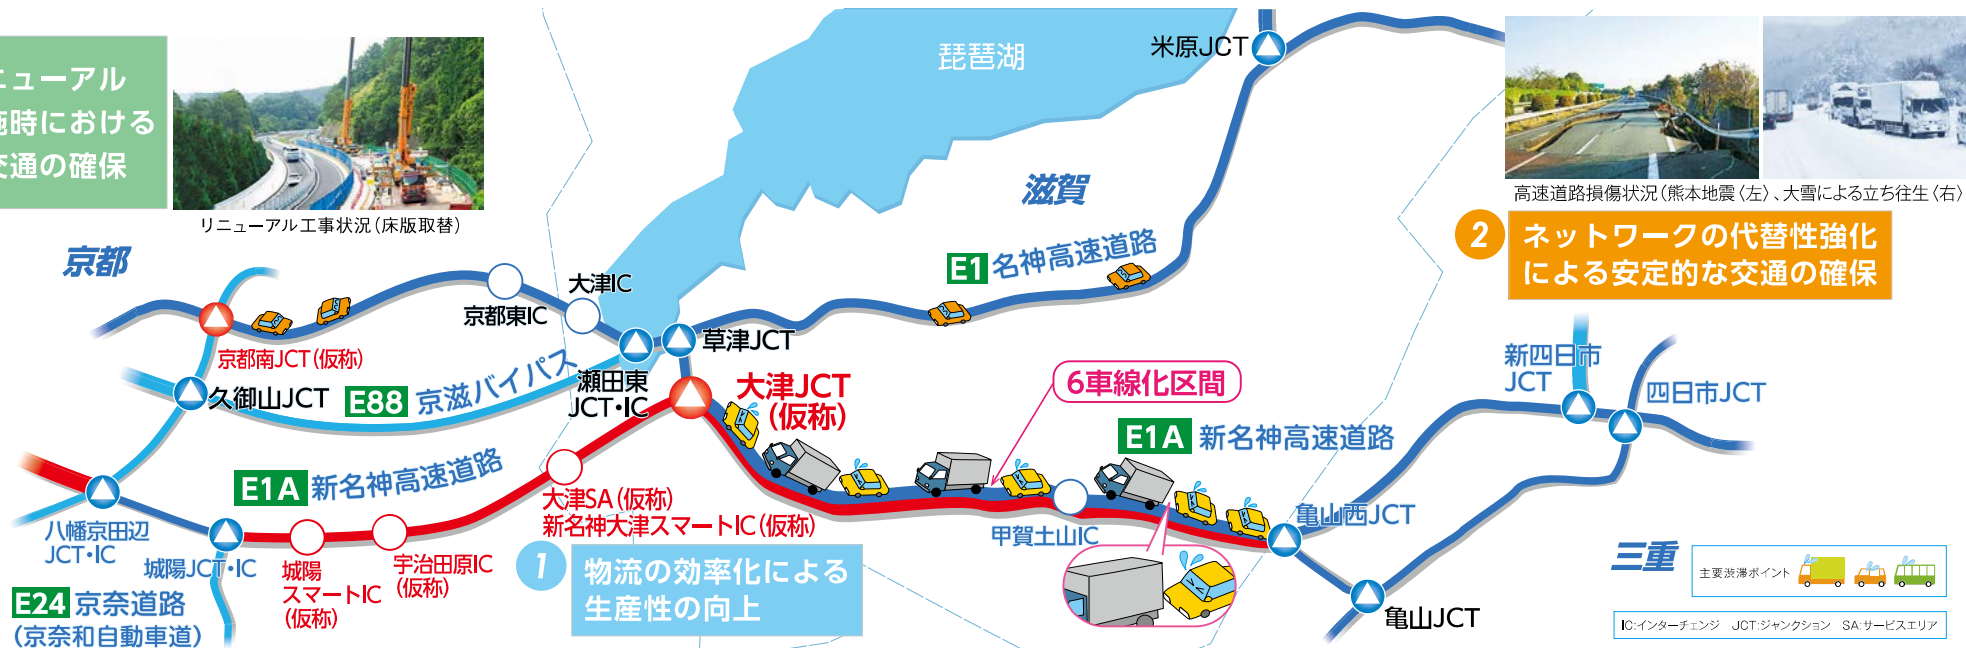 ニューアル
施時における
交通の確保
リニューアル工事状況(床版取替)
琵琶湖
米原JCT
高速道路損傷状況(熊本地震〈左〉、大雪による立ち往生〈右〉)
2
ネットワークの代替性強化
による安定的な交通の確保
滋賀
京都
E1 名神高速道路
大津IC
京都東IC
京都南JCT(仮称)
草津JCT
久御山JCT
E88 京滋バイパス
瀬田東
JCT・IC
大津JCT
(仮称)
6車線化区間
E1A 新名神高速道路
新四日市
JCT
四日市JCT
E1A 新名神高速道路
大津SA(仮称)
新名神大津スマートIC(仮称)
甲賀土山IC
亀山西JCT
八幡京田辺
JCT・IC
城陽JCT・IC
城陽
スマートIC
(仮称)
宇治田原IC
(仮称)
1
物流の効率化による
生産性の向上
E24 京奈道路
(京奈和自動車道)
亀山JCT
三重
主要渋滞ポイント
IC:インターチェンジ JCT:ジャンクション SA:サービスエリア